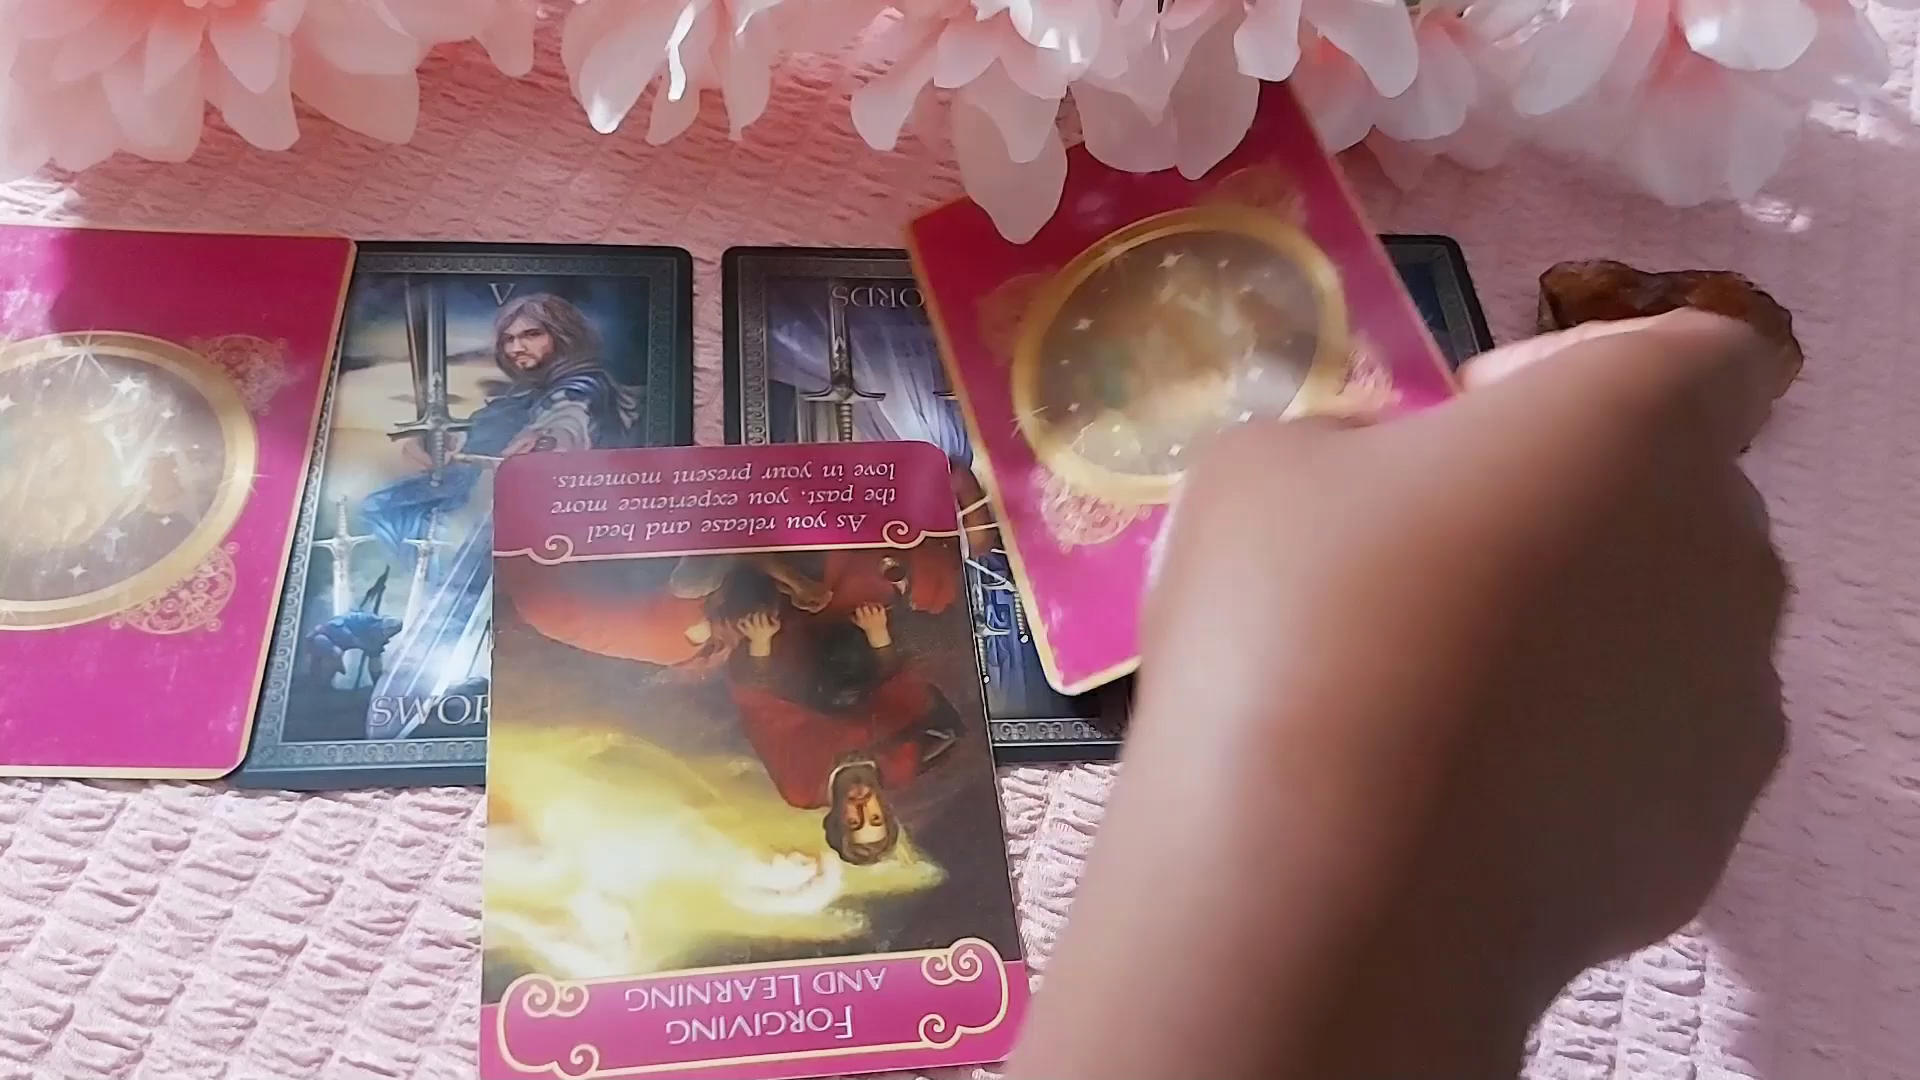 V
SWOR
ORDS
As you release and heal
the past, you experience more
love in your present moments.
FORGIVING
AND LEARNING